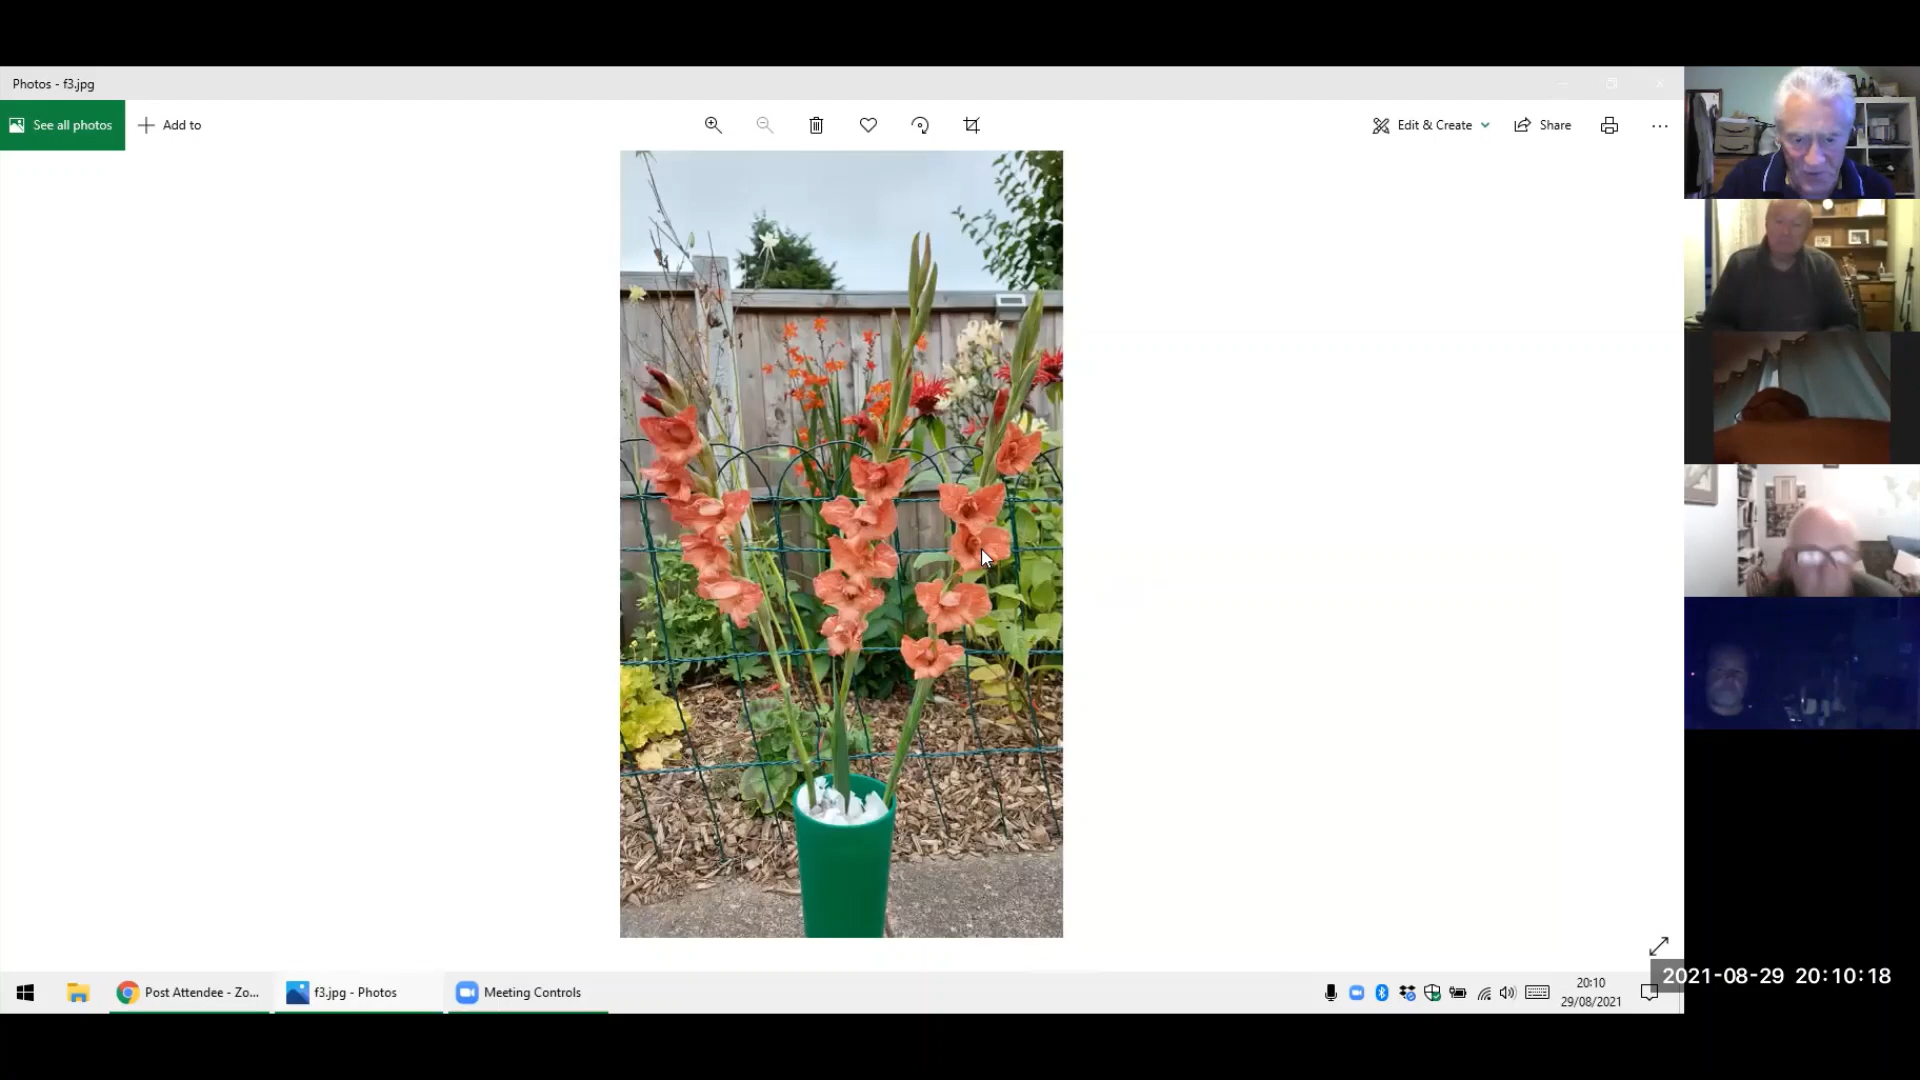 Photos - f3.jpg
See all photos
Add to
Edit & Create
Share
Post Attendee - Zo...
f3.jpg - Photos
Meeting Controls
20:10
29/08/2021
2021-08-29 20:10:18